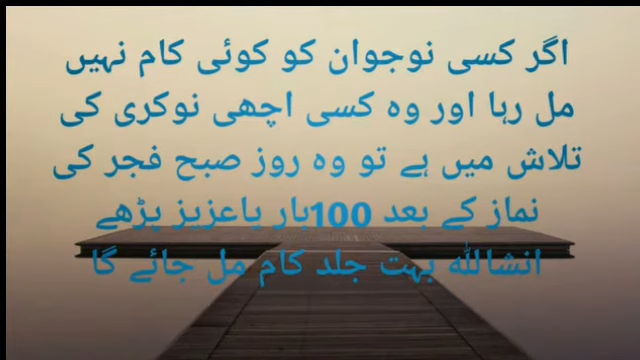 اگر کسی نوجوان کو کوئی کام نہیں
مل رہا اور وہ کسی اچھی نوکری کی
تلاش میں ہے تو وہ روز صبح فجر کی
نماز کے بعد 100بار یاعزیز پڑھے
انشاللہ بہت جلد کام مل جائے گا